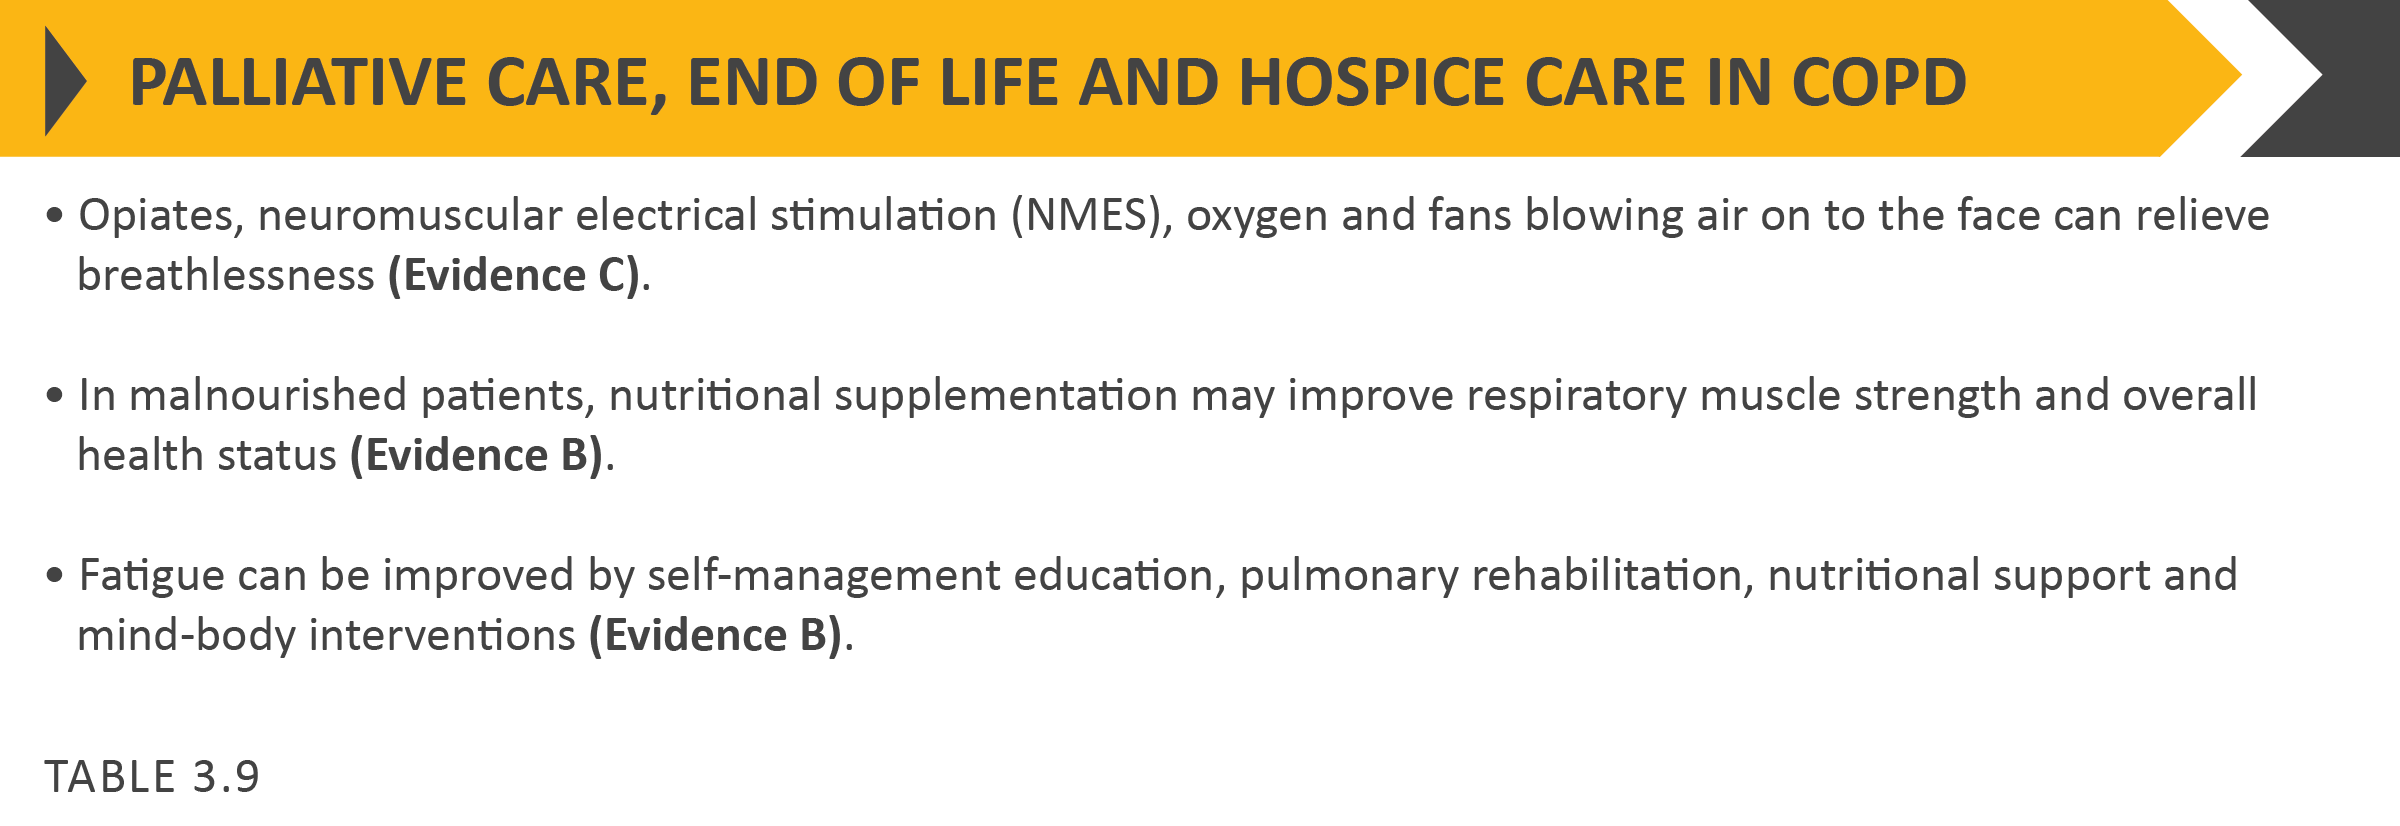 PALLIATIVE CARE, END OF LIFE AND HOSPICE CARE IN COPD
• Opiates, neuromuscular electrical stimulation (NMES), oxygen and fans blowing air on to the face can relieve
breathlessness (Evidence C).
• In malnourished patients, nutritional supplementation may improve respiratory muscle strength and overall
health status (Evidence B).
• Fatigue can be improved by self-management education, pulmonary rehabilitation, nutritional support and
mind-body interventions (Evidence B).
TABLE 3.9